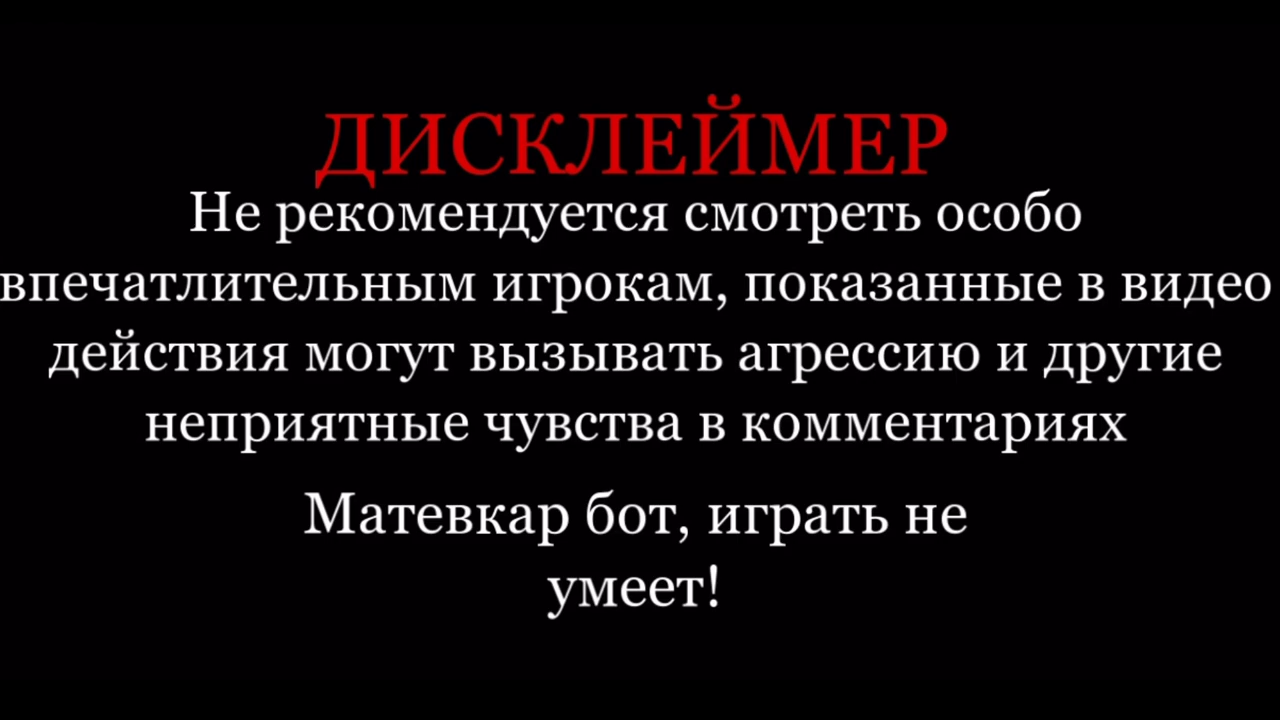 ДИСКЛЕЙМЕР
Не рекомендуется смотреть особо
впечатлительным игрокам, показанные в видео
действия могут вызывать агрессию и другие
неприятные чувства в комментариях
Матевкар бот, играть не
умеет!